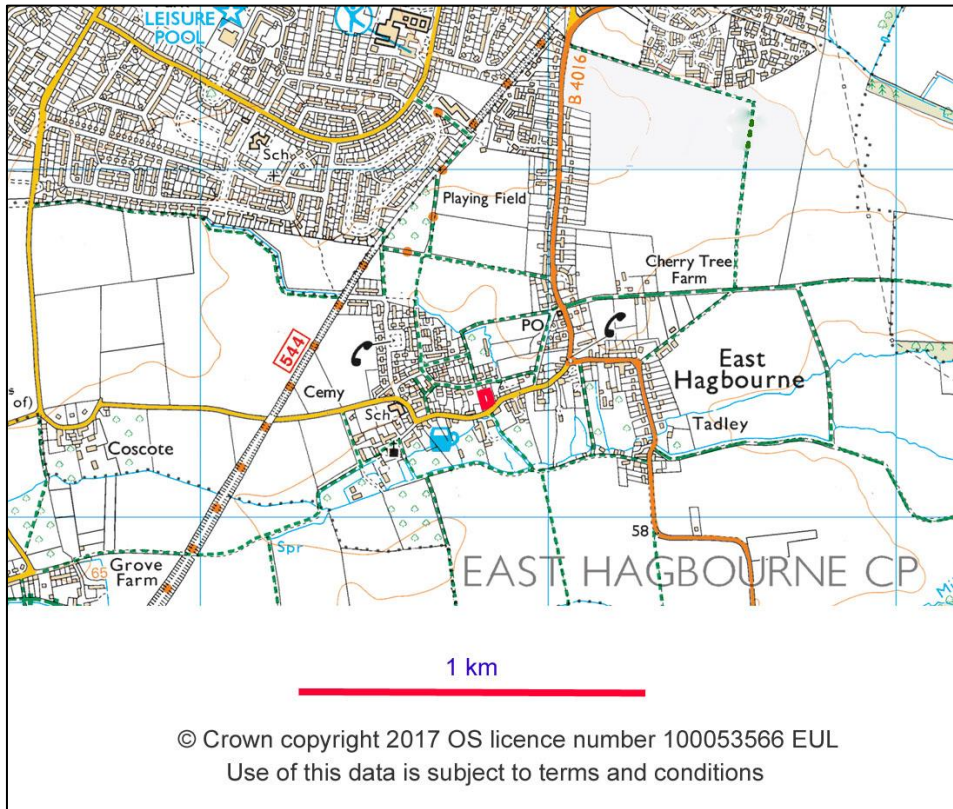 LEISURE
POOL
B 4016
Sch
Playing Field
Cherry Tree
Farm
PO
544
East
Hagbourne
Cemy
Sch
Tadley
of)
Coscote
58
Spr
EAST HAGBOURNE CP
Grove
Farm
65
1 km
© Crown copyright 2017 OS licence number 100053566 EUL
Use of this data is subject to terms and conditions